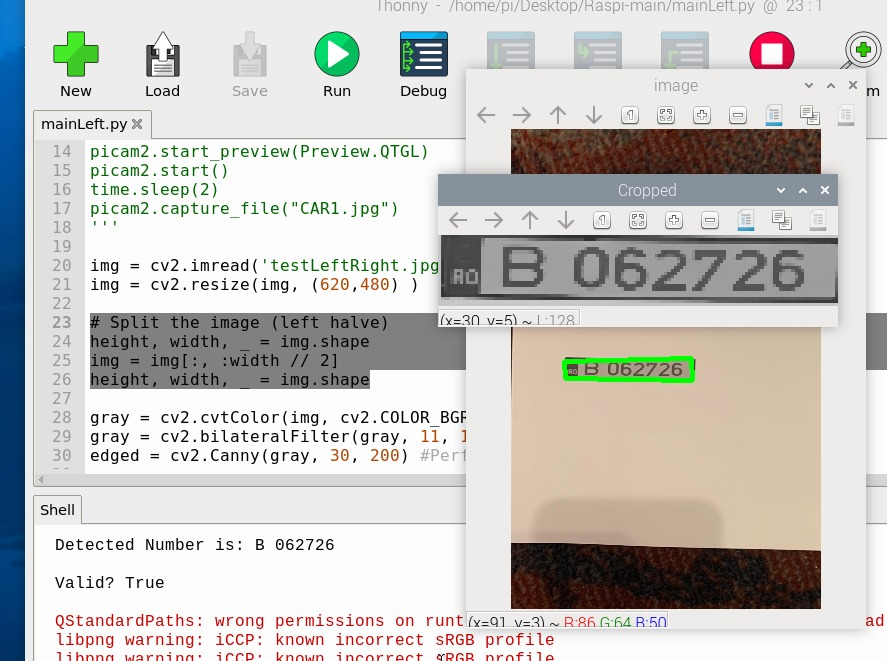 Thonny - /home/pi/Desktop/Raspi-main/mainLeft.py @ 23 : 1
New
Load
Save
Run
Debug
m
mainLeft.py
14 picam2.start_preview(Preview.QTGL)
15 picam2.start()
16 time.sleep(2)
17 picam2.capture_file("CAR1.jpg")
18 '''
19
20 img = cv2.imread('testLeftRight.jpg
21 img = cv2.resize(img, (620,480) )
22
23 # Split the image (left halve)
24 height, width, _ = img.shape
25 img = img[:, :width // 2]
26 height, width, _ = img.shape
27
28 gray = cv2.cvtColor(img, cv2.COLOR_BGR
29 gray = cv2.bilateralFilter(gray, 11, 1
30 edged = cv2.Canny(gray, 30, 200) #Perf
image
Cropped
RO B 062726
(x=30, y=5) ~ L:128
RO B 062726
(x=91, y=3) ~ R:86 G:64 B:50
Shell
Detected Number is: B 062726
Valid? True
QStandardPaths: wrong permissions on runt
ad
libpng warning: iCCP: known incorrect sRGB profile
libpng warning: iCCP: known incorrect sRGB profile